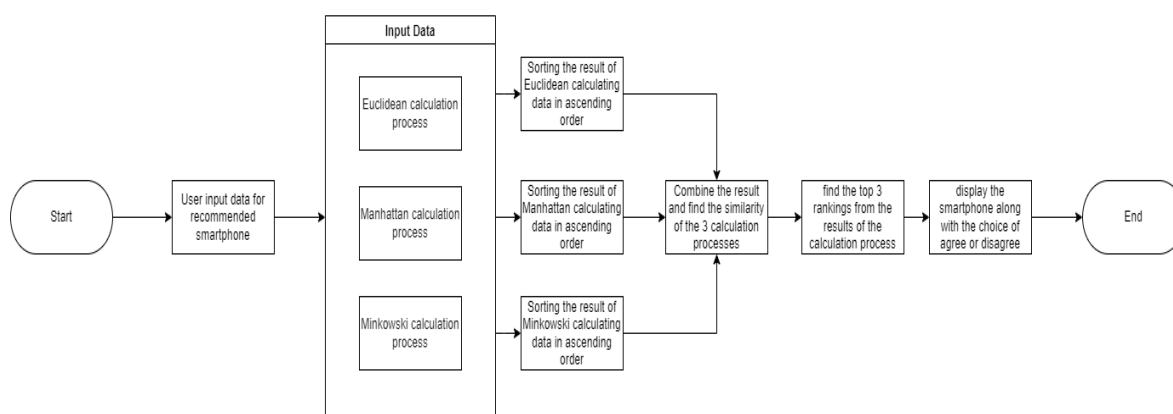 Start
User input data for
recommended
smartphone
Input Data
Euclidean calculation
process
Manhattan calculation
process
Minkowski calculation
process
Sorting the result of
Euclidean calculating
data in ascending
order
Sorting the result of
Manhattan calculating
data in ascending
order
Sorting the result of
Minkowski calculating
data in ascending
order
Combine the result
and find the similarity
of the 3 calculation
processes
find the top 3
rankings from the
results of the
calculation process
display the
smartphone along
with the choice of
agree or disagree
End